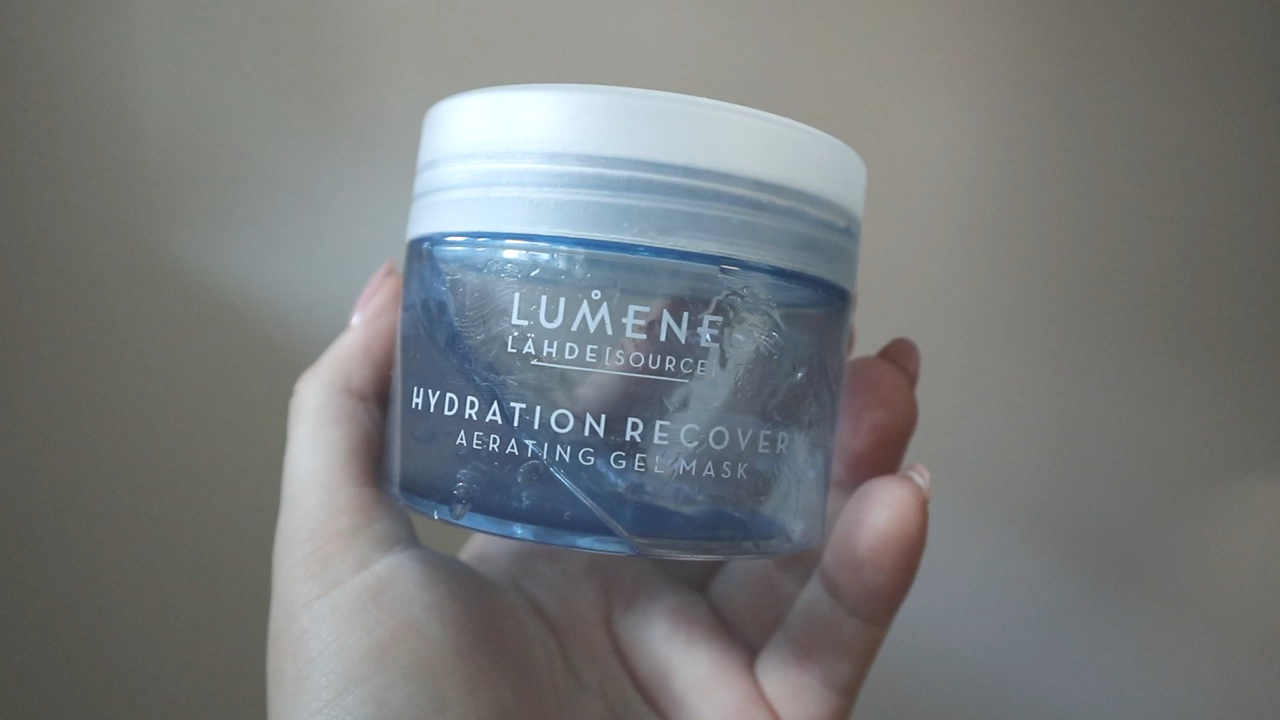 LUMENE
LÄHDE[SOURCE]
HYDRATION RECOVERY
AERATING GEL MASK